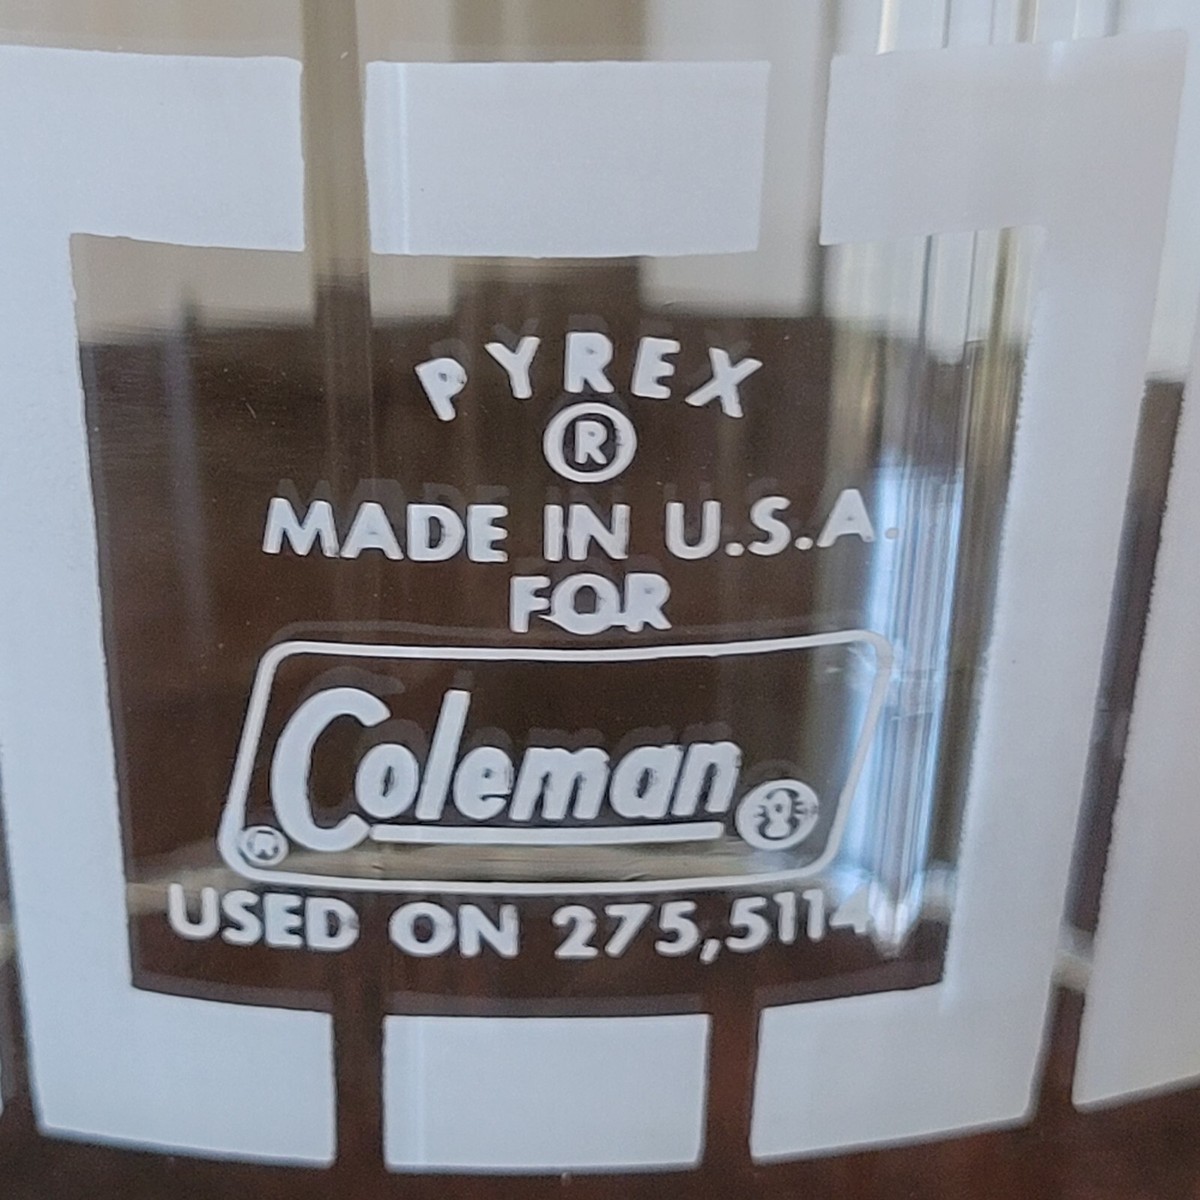 PYREX
®
MADE IN U.S.A.
FOR
Coleman
®
USED ON 275,5114